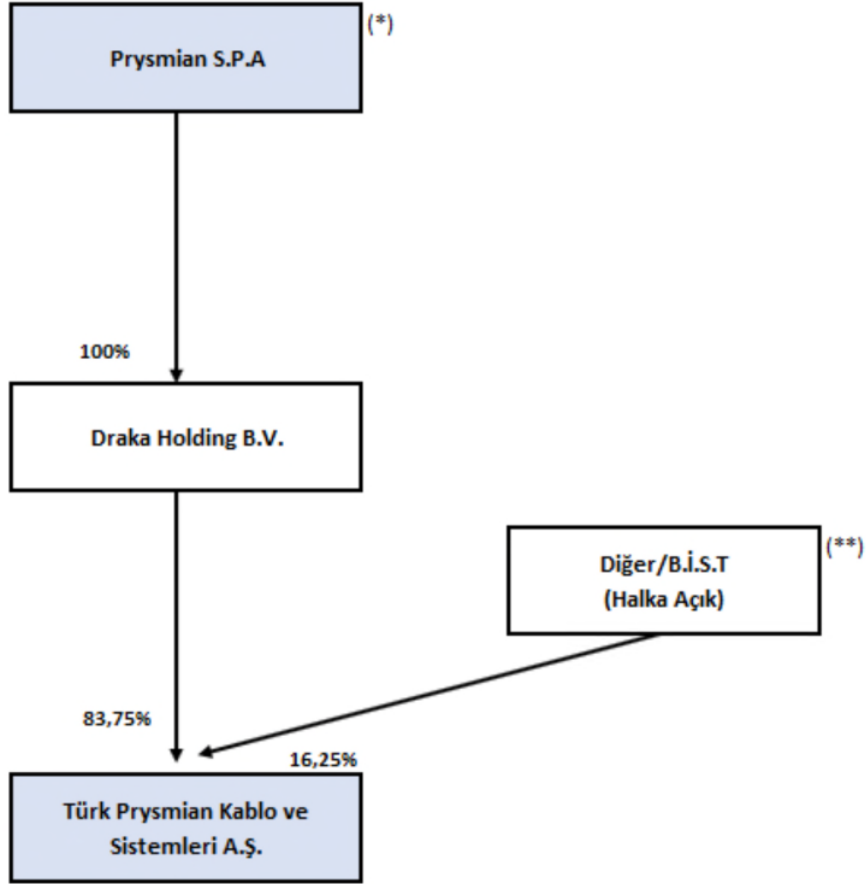 Prysmian S.P.A
(*)
100%
Draka Holding B.V.
Diğer/B.İ.S.T
(Halka Açık)
(**)
83,75%
16,25%
Türk Prysmian Kablo ve
Sistemleri A.Ş.